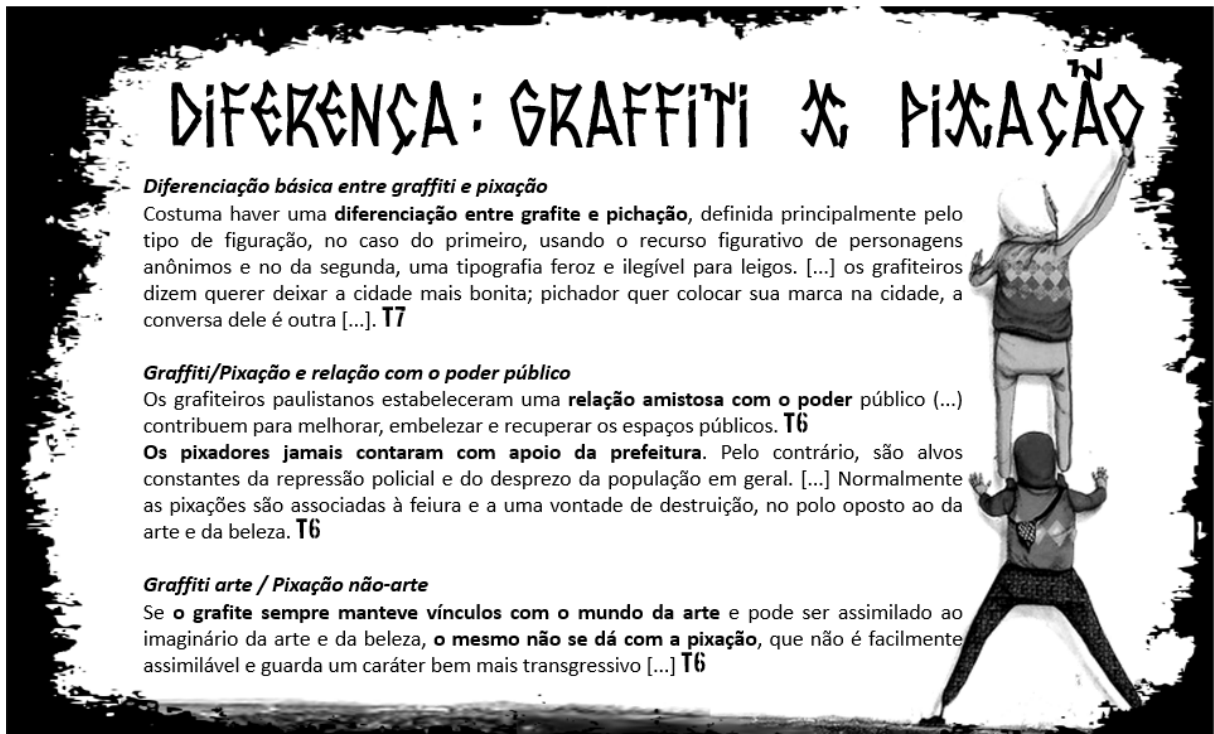 DIFERENÇA: GRAFFITI X PIXAÇÃO
Diferenciação básica entre graffiti e pixação
Costuma haver uma diferenciação entre grafite e pichação, definida principalmente pelo
tipo de figuração, no caso do primeiro, usando o recurso figurativo de personagens
anônimos e no da segunda, uma tipografia feroz e ilegível para leigos. [...] os grafiteiros
dizem querer deixar a cidade mais bonita; pichador quer colocar sua marca na cidade, a
conversa dele é outra [...]. T7
Graffiti/Pixação e relação com o poder público
Os grafiteiros paulistanos estabeleceram uma relação amistosa com o poder público (...)
contribuem para melhorar, embelezar e recuperar os espaços públicos. T6
Os pixadores jamais contaram com apoio da prefeitura. Pelo contrário, são alvos
constantes da repressão policial e do desprezo da população em geral. [...] Normalmente
as pixações são associadas à feiura e a uma vontade de destruição, no polo oposto ao da
arte e da beleza. T6
Graffiti arte / Pixação não-arte
Se o grafite sempre manteve vínculos com o mundo da arte e pode ser assimilado ao
imaginário da arte e da beleza, o mesmo não se dá com a pixação, que não é facilmente
assimilável e guarda um caráter bem mais transgressivo [...] T6